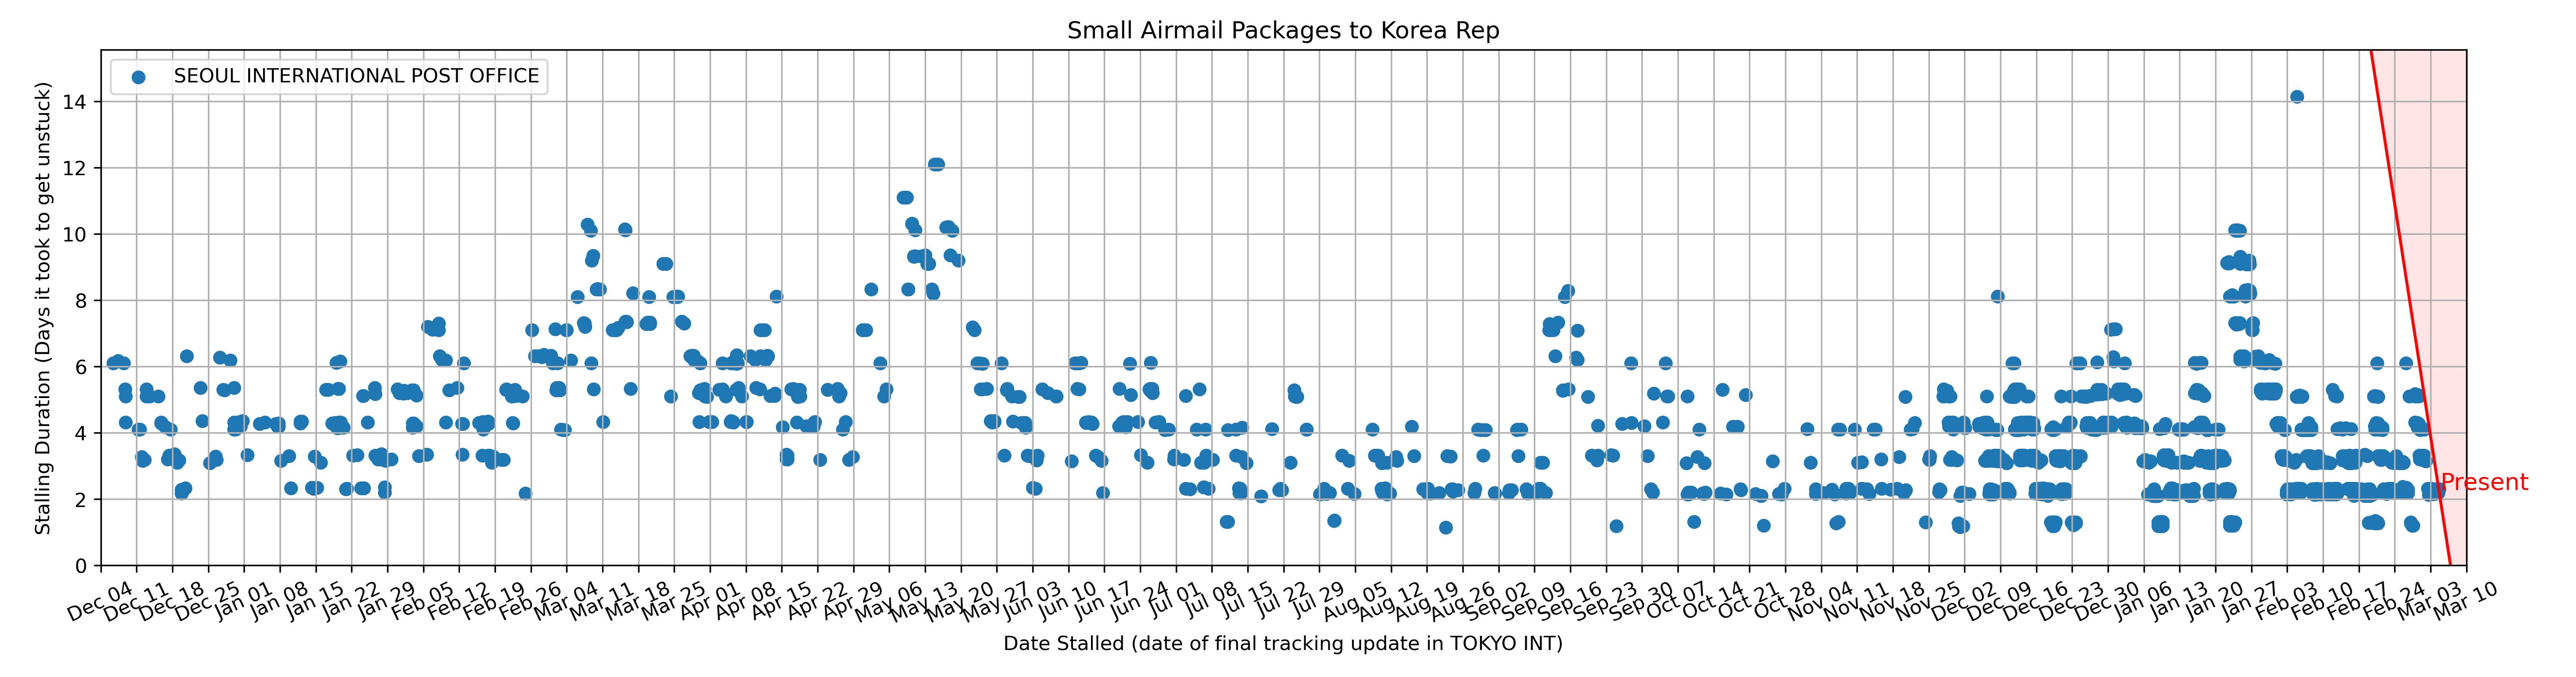 Small Airmail Packages to Korea Rep
SEOUL INTERNATIONAL POST OFFICE
Stalling Duration (Days it took to get unstuck)
14
12
10
8
6
4
2
0
Present
Dec 04 Dec 11 Dec 18 Dec 25 Jan 01 Jan 08 Jan 15 Jan 22 Jan 29 Feb 05 Feb 12 Feb 19 Feb 26 Mar 04 Mar 11 Mar 18 Mar 25 Apr 01 Apr 08 Apr 15 Apr 22 Apr 29 May 06 May 13 May 20 May 27 Jun 03 Jun 10 Jun 17 Jun 24 Jul 01 Jul 08 Jul 15 Jul 22 Jul 29 Aug 05 Aug 12 Aug 19 Aug 26 Sep 02 Sep 09 Sep 16 Sep 23 Sep 30 Oct 07 Oct 14 Oct 21 Oct 28 Nov 04 Nov 11 Nov 18 Nov 25 Dec 02 Dec 09 Dec 16 Dec 23 Dec 30 Jan 06 Jan 13 Jan 20 Jan 27 Feb 03 Feb 10 Feb 17 Feb 24 Mar 03 Mar 10
Date Stalled (date of final tracking update in TOKYO INT)